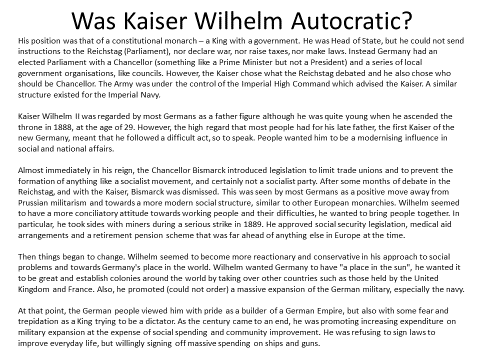 Was Kaiser Wilhelm Autocratic?
His position was that of a constitutional monarch – a King with a government. He was Head of State, but he could not send
instructions to the Reichstag (Parliament), nor declare war, nor raise taxes, nor make laws. Instead Germany had an
elected Parliament with a Chancellor (something like a Prime Minister but not a President) and a series of local
government organisations, like councils. However, the Kaiser chose what the Reichstag debated and he also chose who
should be Chancellor. The Army was under the control of the Imperial High Command which advised the Kaiser. A similar
structure existed for the Imperial Navy.
Kaiser Wilhelm II was regarded by most Germans as a father figure although he was quite young when he ascended the
throne in 1888, at the age of 29. However, the high regard that most people had for his late father, the first Kaiser of the
new Germany, meant that he followed a difficult act, so to speak. People wanted him to be a modernising influence in
social and national affairs.
Almost immediately in his reign, the Chancellor Bismarck introduced legislation to limit trade unions and to prevent the
formation of anything like a socialist movement, and certainly not a socialist party. After some months of debate in the
Reichstag, and with the Kaiser, Bismarck was dismissed. This was seen by most Germans as a positive move away from
Prussian militarism and towards a more modern social structure, similar to other European monarchies. Wilhelm seemed
to have a more conciliatory attitude towards working people and their difficulties, he wanted to bring people together. In
particular, he took sides with miners during a serious strike in 1889. He approved social security legislation, medical aid
arrangements and a retirement pension scheme that was far ahead of anything else in Europe at the time.
Then things began to change. Wilhelm seemed to become more reactionary and conservative in his approach to social
problems and towards Germany's place in the world. Wilhelm wanted Germany to have "a place in the sun", he wanted it
to be great and establish colonies around the world by taking over other countries such as those held by the United
Kingdom and France. Also, he promoted (could not order) a massive expansion of the German military, especially the navy.
At that point, the German people viewed him with pride as a builder of a German Empire, but also with some fear and
trepidation as a King trying to be a dictator. As the century came to an end, he was promoting increasing expenditure on
military expansion at the expense of social spending and community improvement. He was refusing to sign laws to
improve everyday life, but willingly signing off massive spending on ships and guns.